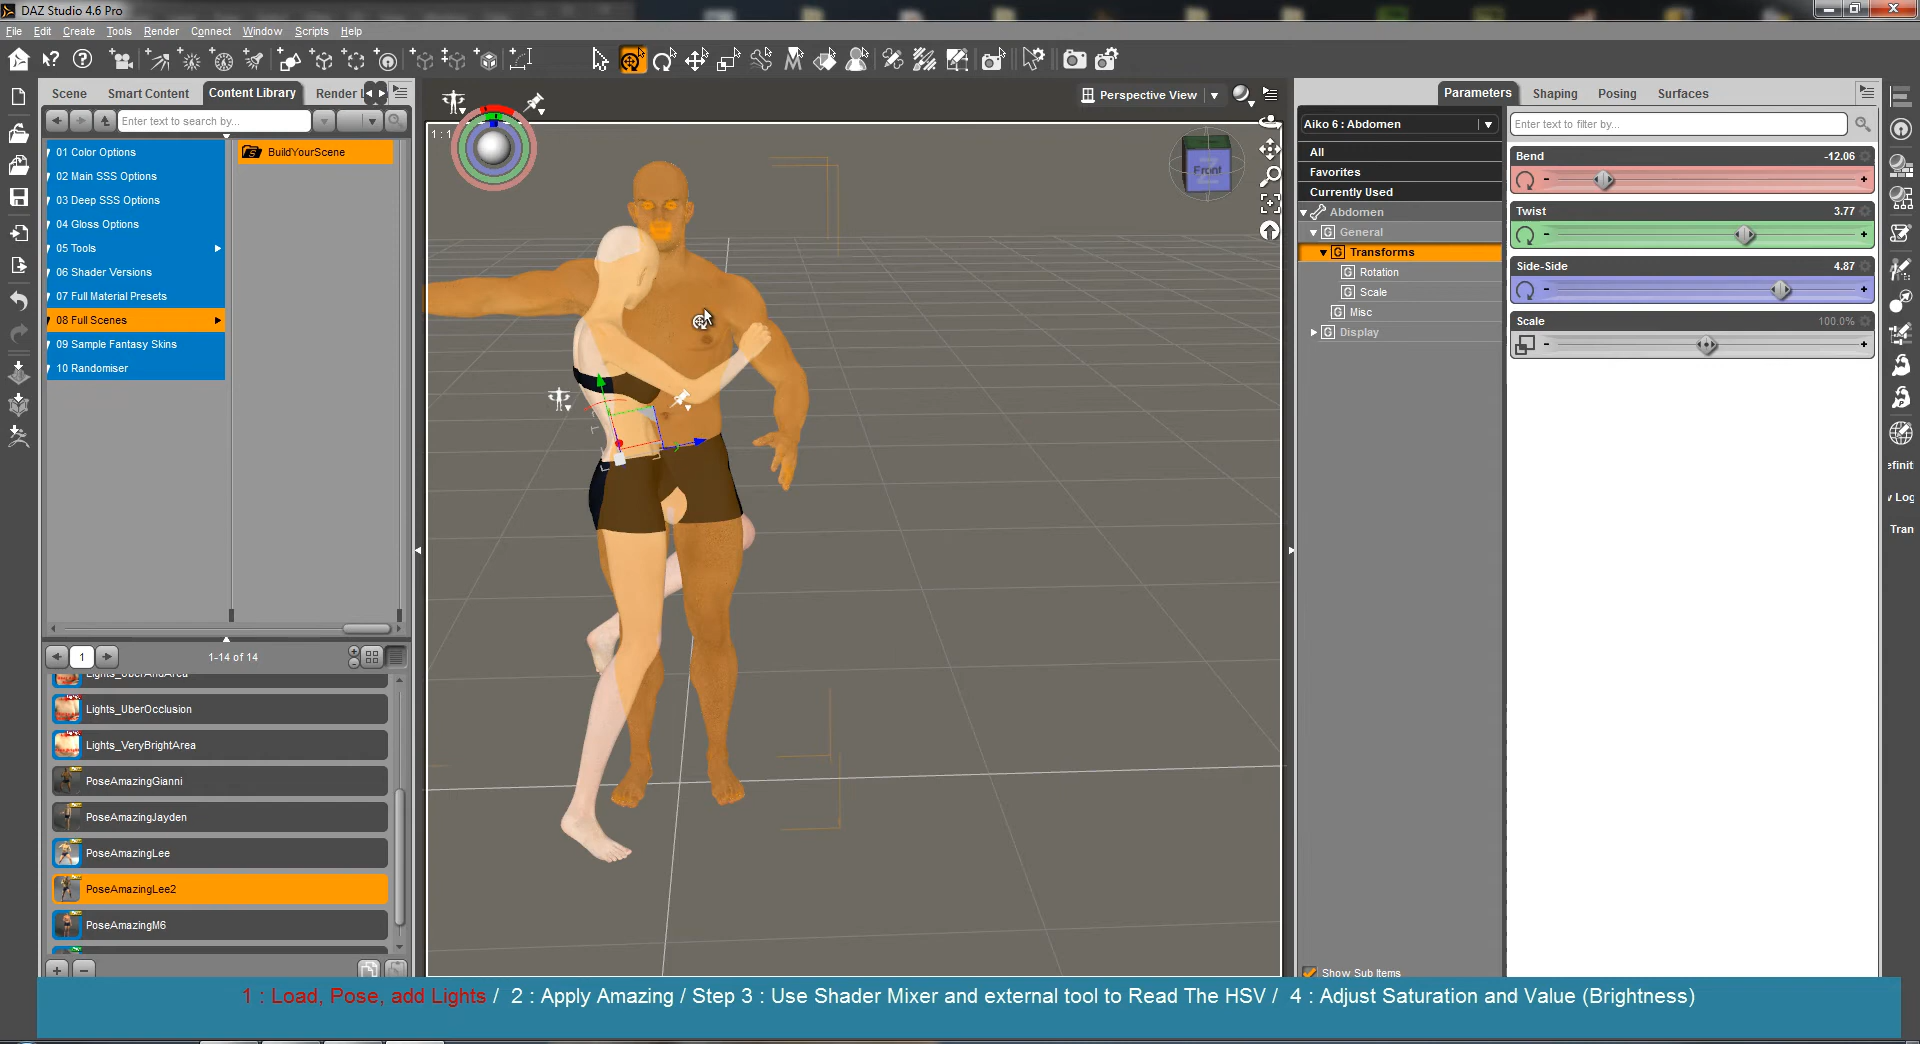 DAZ Studio 4.6 Pro
File Edit Create Tools Render Connect Window Scripts Help
Scene Smart Content Content Library Render
Enter text to search by...
01 Color Options
02 Main SSS Options
03 Deep SSS Options
04 Gloss Options
05 Tools
06 Shader Versions
07 Full Material Presets
08 Full Scenes
09 Sample Fantasy Skins
10 Randomiser
BuildYourScene
1
1-14 of 14
Lights_UberAndArea
Lights_UberOcclusion
Lights_VeryBrightArea
PoseAmazingGianni
PoseAmazingJayden
PoseAmazingLee
PoseAmazingLee2
PoseAmazingM6
Perspective View
1 : 1
Front
Parameters Shaping Posing Surfaces
Aiko 6 : Abdomen
All
Favorites
Currently Used
Abdomen
General
Transforms
Rotation
Scale
Misc
Display
Show Sub Items
Enter text to filter by...
Bend -12.06
Twist 3.77
Side-Side 4.87
Scale 100.0%
efinit
v Log
Tran
1 : Load, Pose, add Lights / 2 : Apply Amazing / Step 3 : Use Shader Mixer and external tool to Read The HSV / 4 : Adjust Saturation and Value (Brightness)